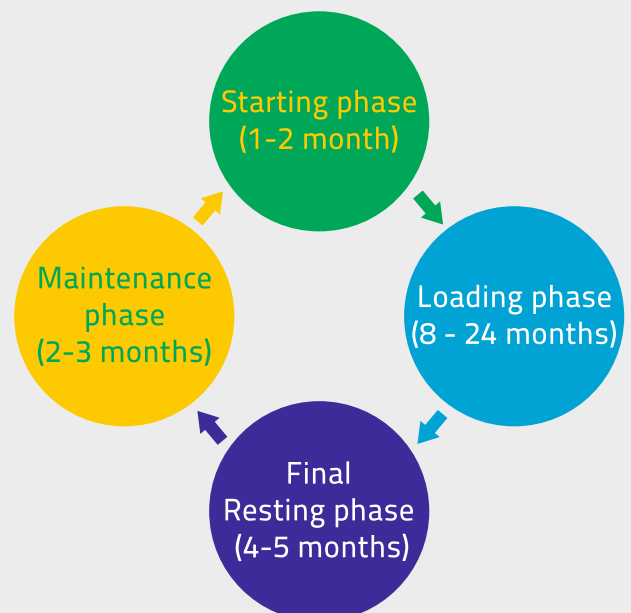 Starting phase
(1-2 month)
Loading phase
(8 - 24 months)
Final
Resting phase
(4-5 months)
Maintenance
phase
(2-3 months)